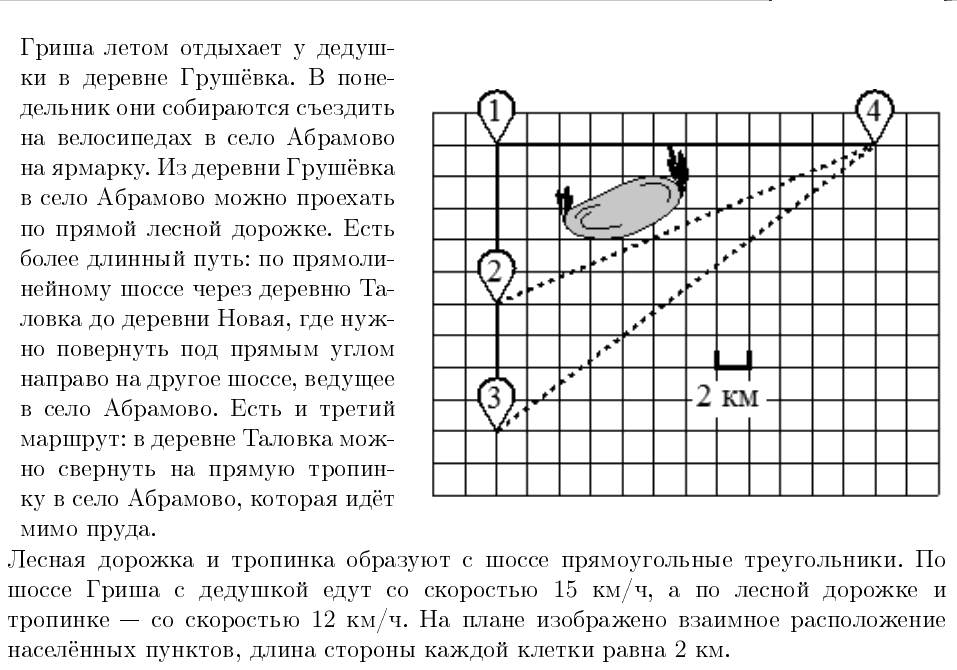 Гриша летом отдыхает у дедуш-
ки в деревне Грушёвка. В поне-
дельник они собираются съездить
на велосипедах в село Абрамово
на ярмарку. Из деревни Грушёвка
в село Абрамово можно проехать
по прямой лесной дорожке. Есть
более длинный путь: по прямоли-
нейному шоссе через деревню Та-
ловка до деревни Новая, где нуж-
но повернуть под прямым углом
направо на другое шоссе, ведущее
в село Абрамово. Есть и третий
маршрут: в деревне Таловка мож-
но свернуть на прямую тропин-
ку в село Абрамово, которая идёт
мимо пруда.
1
4
2
3
2 км
Лесная дорожка и тропинка образуют с шоссе прямоугольные треугольники. По
шоссе Гриша с дедушкой едут со скоростью 15 км/ч, а по лесной дорожке и
тропинке — со скоростью 12 км/ч. На плане изображено взаимное расположение
населённых пунктов, длина стороны каждой клетки равна 2 км.